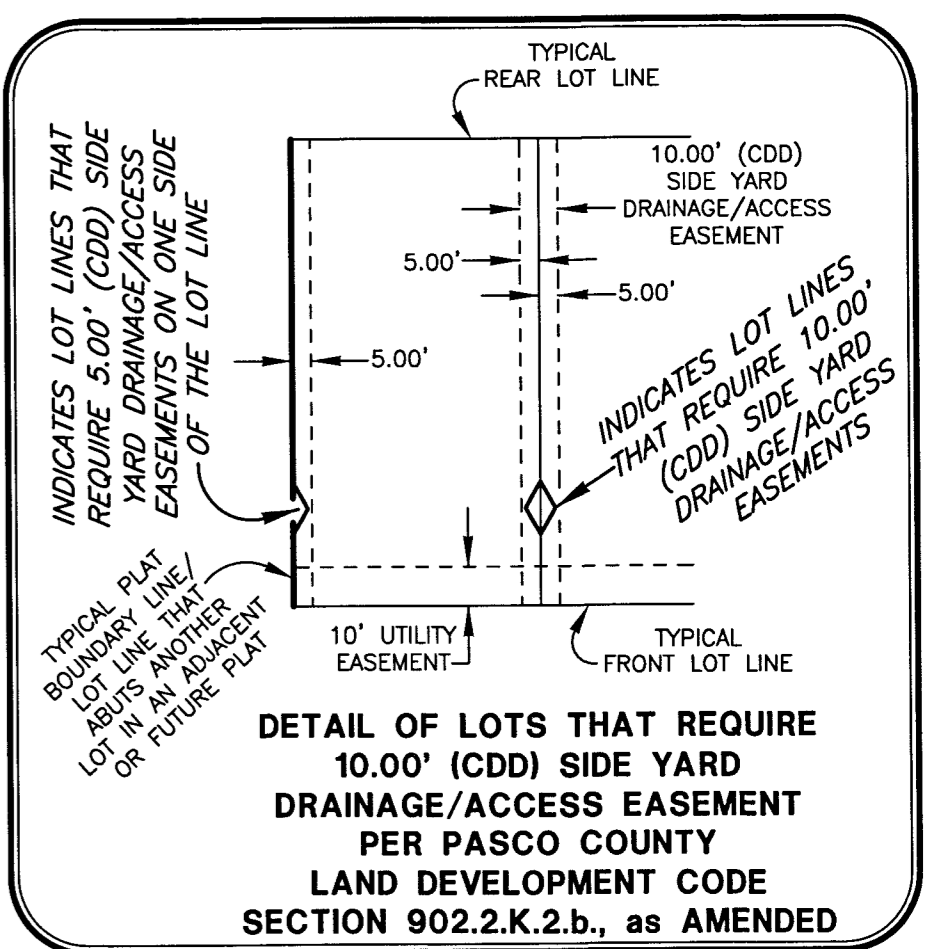 TYPICAL
REAR LOT LINE
INDICATES LOT LINES THAT
REQUIRE 5.00' (CDD) SIDE
YARD DRAINAGE/ACCESS
EASEMENTS ON ONE SIDE
OF THE LOT LINE
10.00' (CDD)
SIDE YARD
DRAINAGE/ACCESS
EASEMENT
5.00'
5.00'
5.00'
INDICATES LOT LINES
THAT REQUIRE 10.00'
(CDD) SIDE YARD
DRAINAGE/ACCESS
EASEMENTS
TYPICAL PLAT
BOUNDARY LINE/
LOT LINE THAT
ABUTS ANOTHER
LOT IN AN ADJACENT
OR FUTURE PLAT
10' UTILITY
EASEMENT
TYPICAL
FRONT LOT LINE
DETAIL OF LOTS THAT REQUIRE
10.00' (CDD) SIDE YARD
DRAINAGE/ACCESS EASEMENT
PER PASCO COUNTY
LAND DEVELOPMENT CODE
SECTION 902.2.K.2.b., as AMENDED